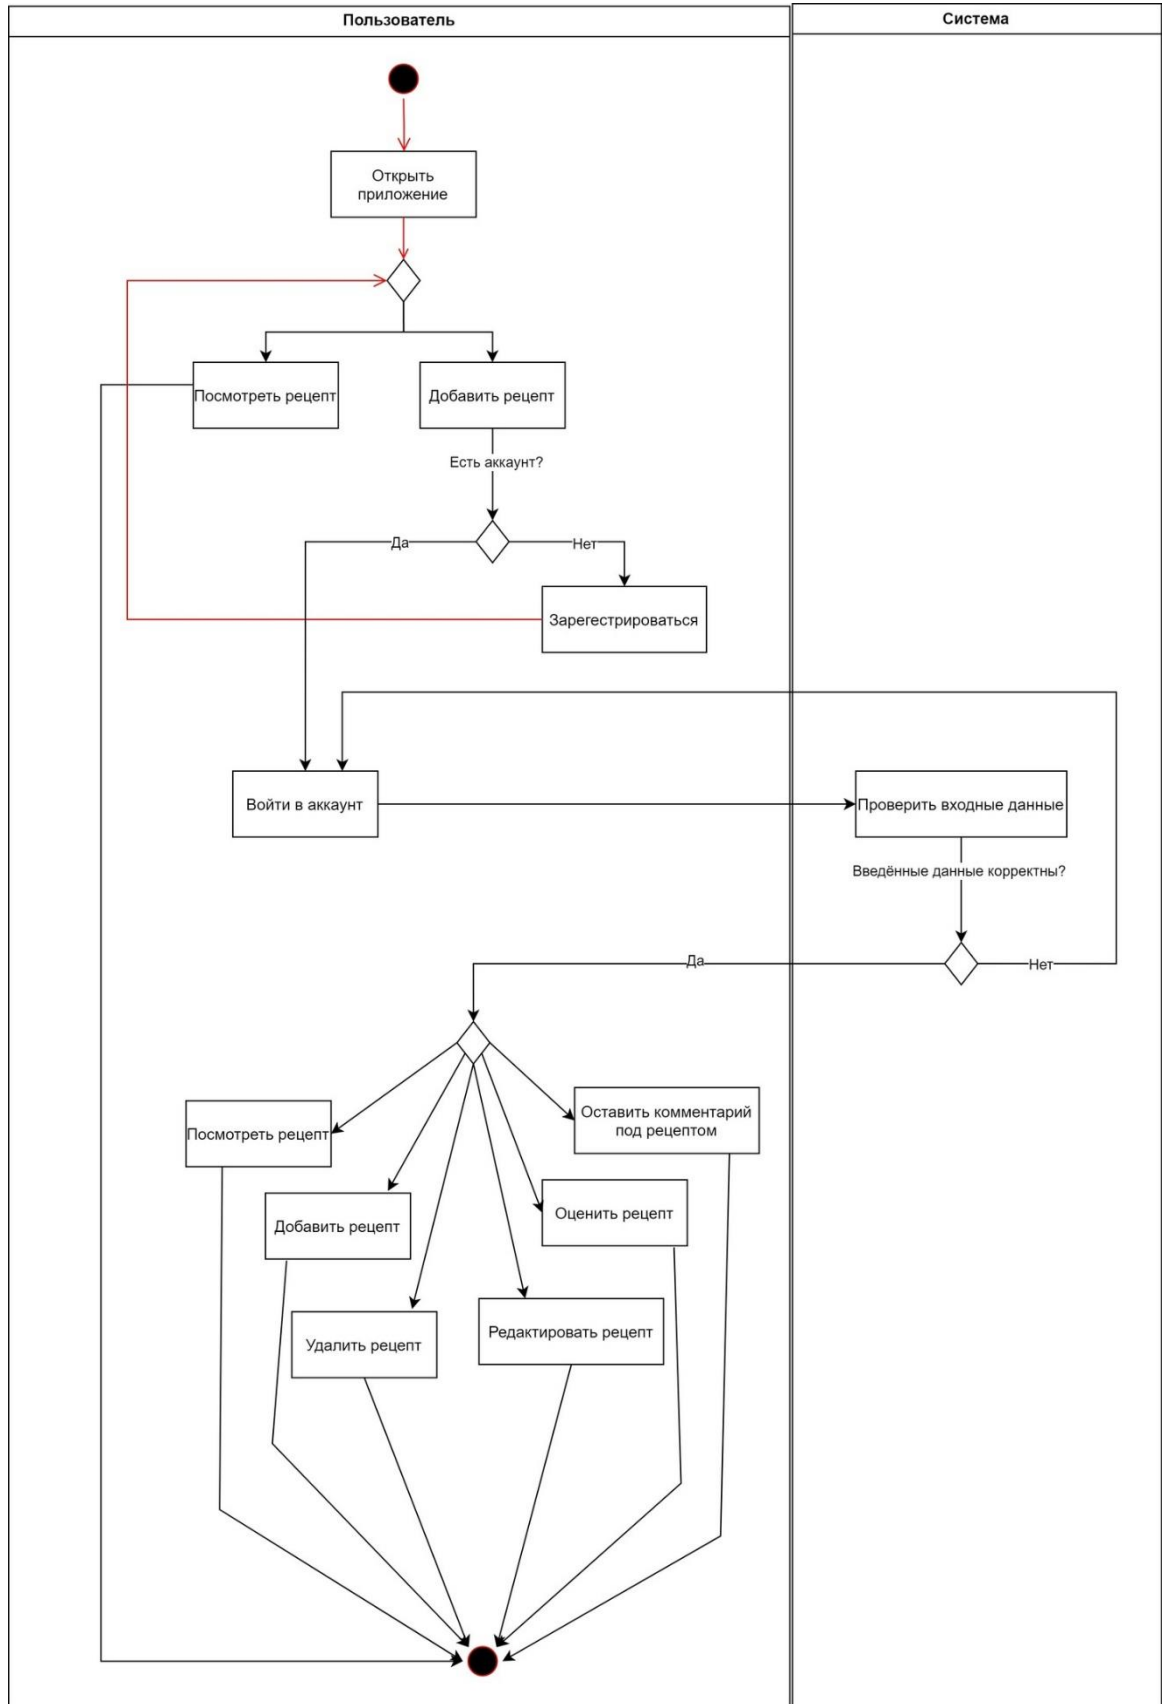 Пользователь
Система
Открыть
приложение
Посмотреть рецепт
Добавить рецепт
Есть аккаунт?
Да
Нет
Зарегестрироваться
Войти в аккаунт
Проверить входные данные
Введённые данные корректны?
Да
Нет
Посмотреть рецепт
Оставить комментарий
под рецептом
Добавить рецепт
Оценить рецепт
Удалить рецепт
Редактировать рецепт